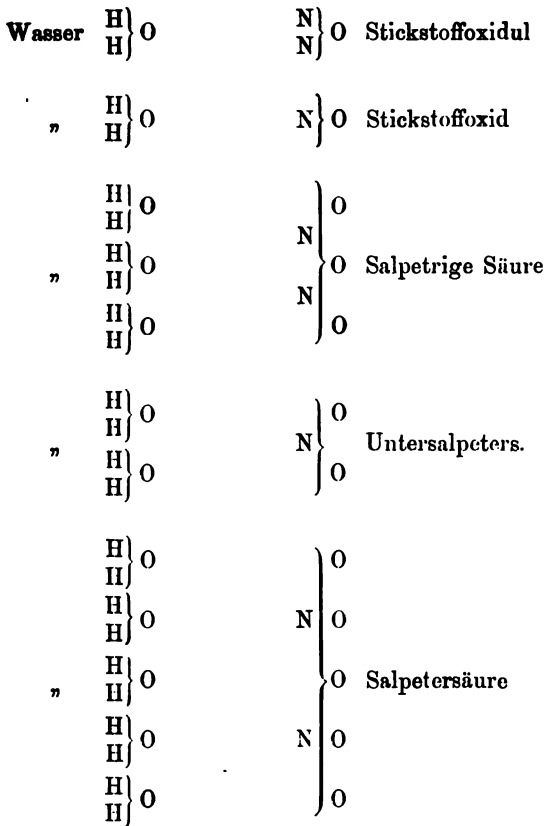 H N
Wasser } O } O Stickstoffoxidul
H N
H
„ } O N } O Stickstoffoxid
H
H
} O O
H
N
H
„ } O } O Salpetrige Säure
H
N
H
} O O
H
H
} O O
H
„ N } Untersalpeters.
H
} O O
H
H
} O O
H
H
} O N O
H
H
„ } O } O Salpetersäure
H
H
} O N O
H
H
} O O
H